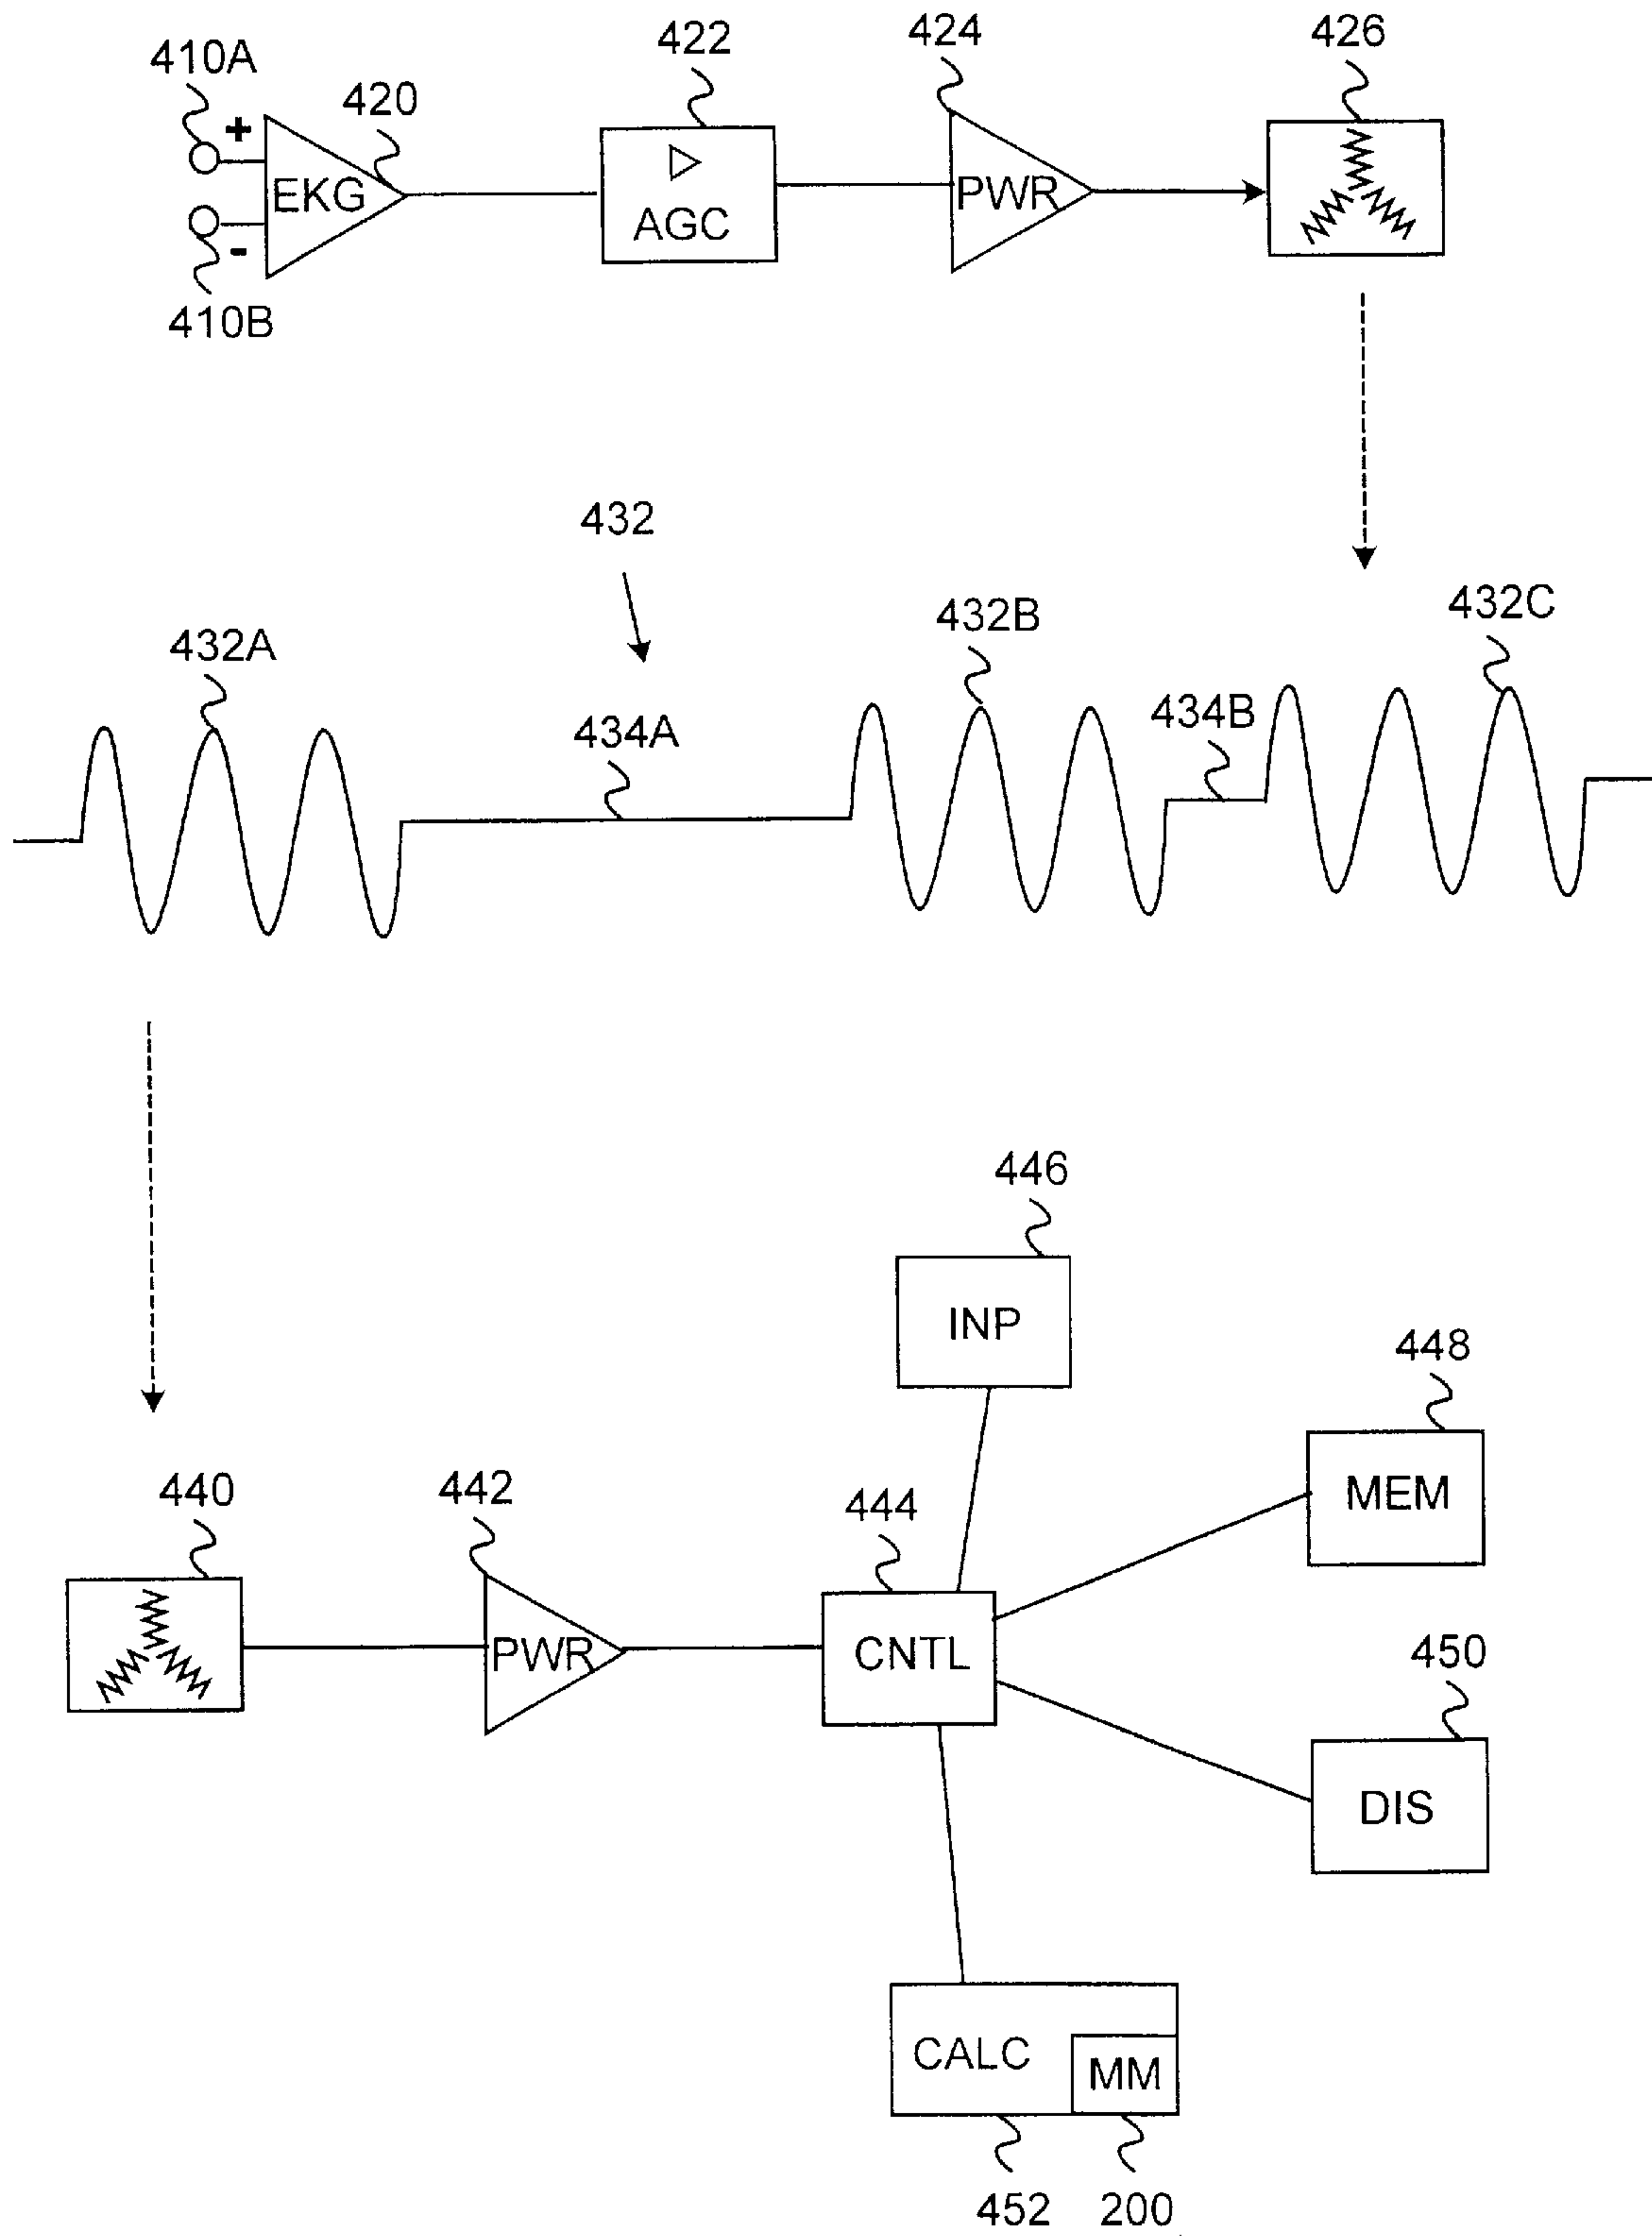 410A
422
424
426
420
+
EKG
AGC
PWR
-
410B
432
432A
432B
432C
434A
434B
446
INP
448
MEM
440
442
444
PWR
CNTL
450
DIS
CALC
MM
452
200